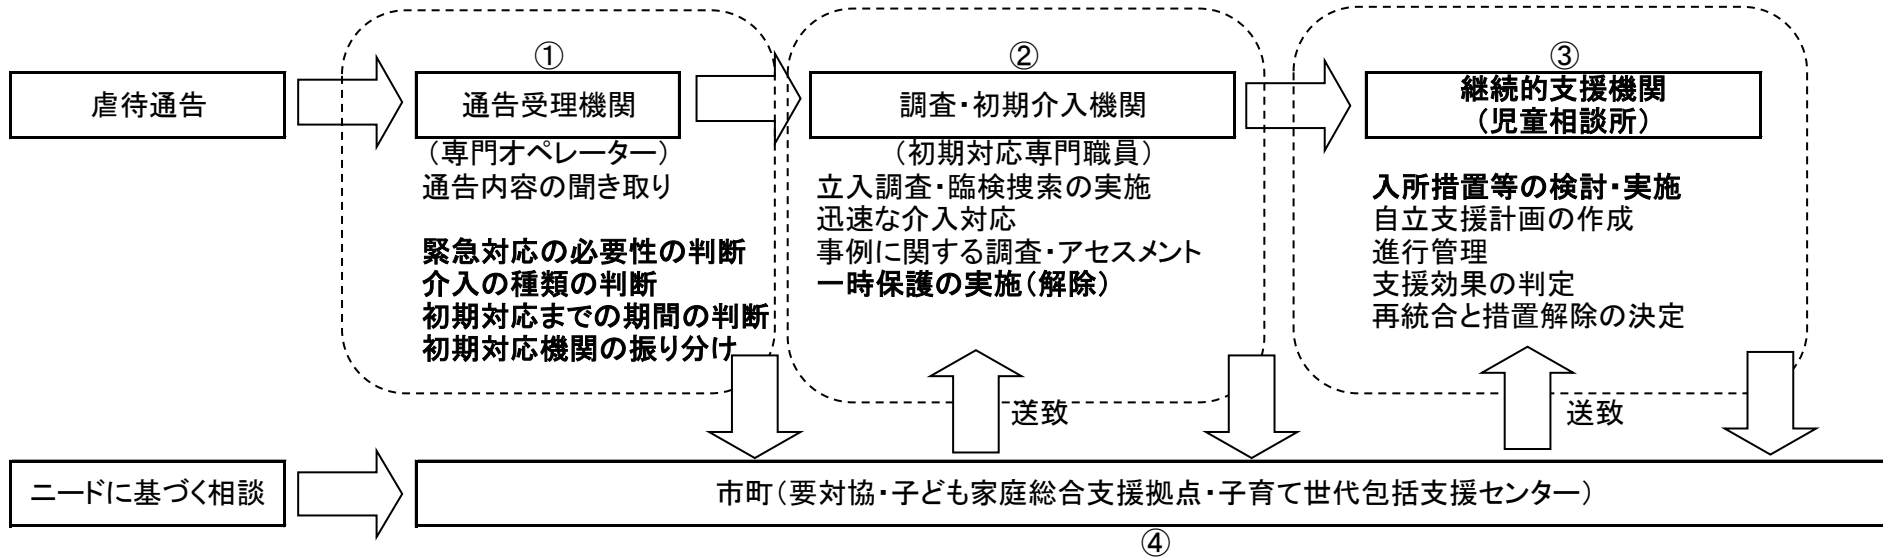 虐待通告
①
通告受理機関
（専門オペレーター）
通告内容の聞き取り
緊急対応の必要性の判断
介入の種類の判断
初期対応までの期間の判断
初期対応機関の振り分け
②
調査・初期介入機関
（初期対応専門職員）
立入調査・臨検捜索の実施
迅速な介入対応
事例に関する調査・アセスメント
一時保護の実施（解除）
③
継続的支援機関
（児童相談所）
入所措置等の検討・実施
自立支援計画の作成
進行管理
支援効果の判定
再統合と措置解除の決定
送致
送致
ニードに基づく相談
市町（要対協・子ども家庭総合支援拠点・子育て世代包括支援センター）
④